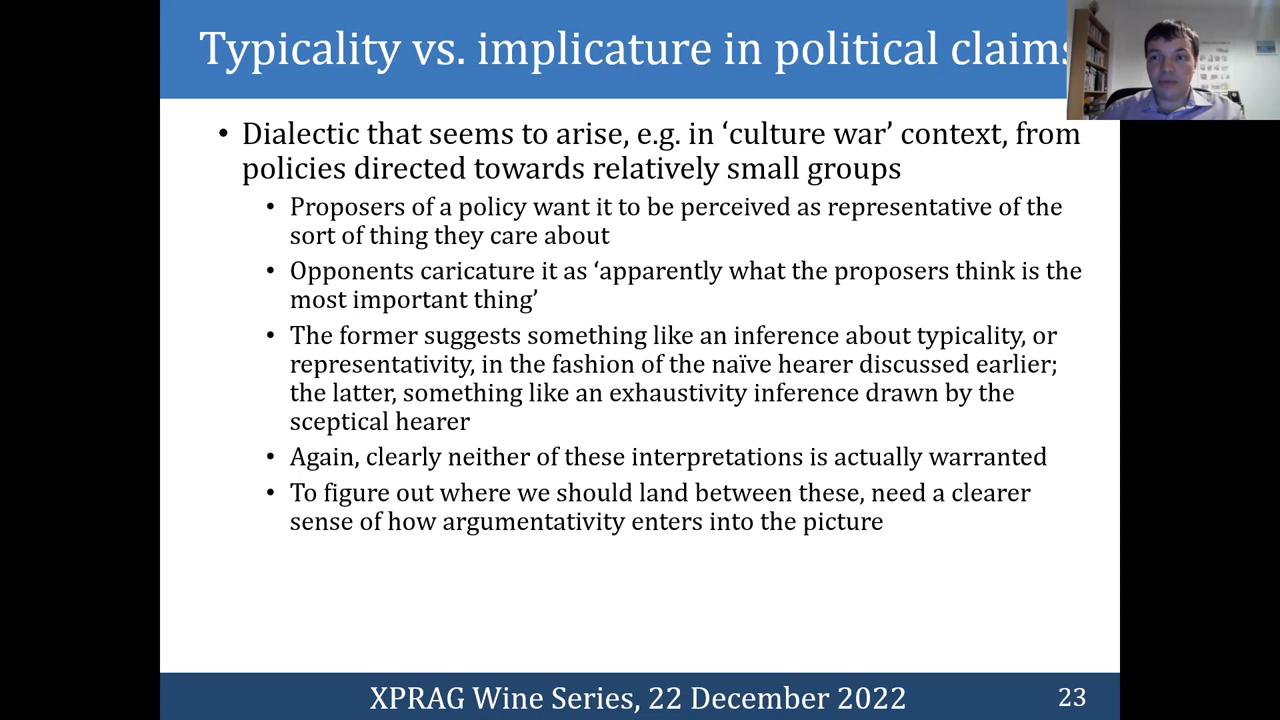 Typicality vs. implicature in political claims
• Dialectic that seems to arise, e.g. in ‘culture war’ context, from
policies directed towards relatively small groups
• Proposers of a policy want it to be perceived as representative of the
sort of thing they care about
• Opponents caricature it as ‘apparently what the proposers think is the
most important thing’
• The former suggests something like an inference about typicality, or
representativity, in the fashion of the naïve hearer discussed earlier;
the latter, something like an exhaustivity inference drawn by the
sceptical hearer
• Again, clearly neither of these interpretations is actually warranted
• To figure out where we should land between these, need a clearer
sense of how argumentativity enters into the picture
XPRAG Wine Series, 22 December 2022
23